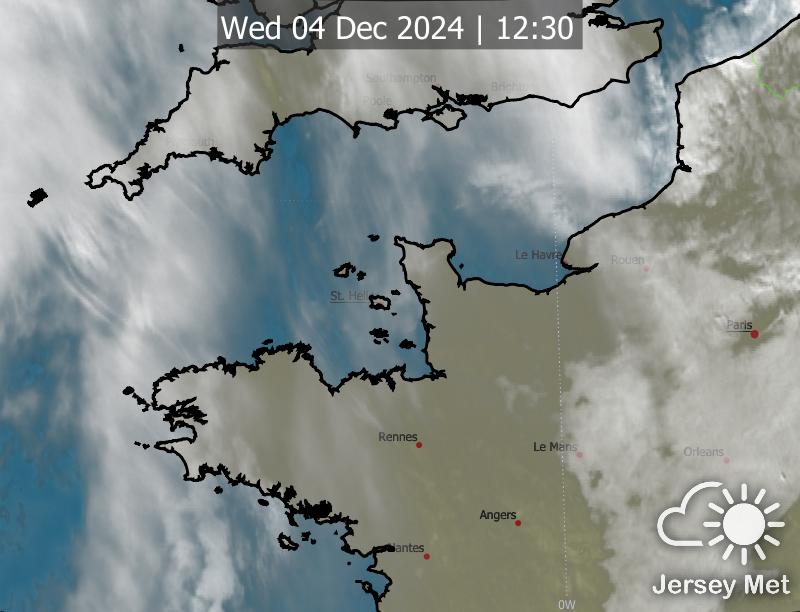 Wed 04 Dec 2024 | 12:30
Southampton
Poole
Le Havre
Rouen
St. Helier
Paris
Rennes
Le Mans
Orleans
Angers
Nantes
Jersey Met
0W